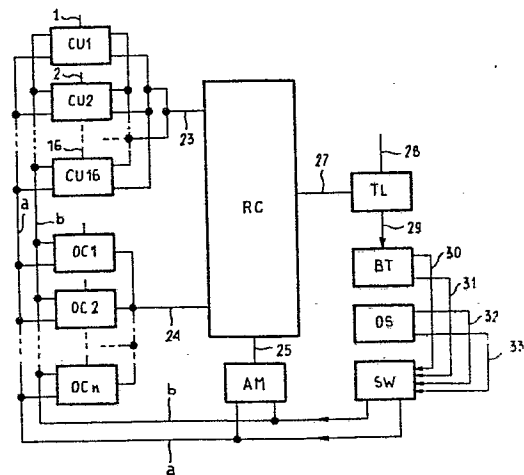 1
CU1
2
CU2
16
CU16
a
b
OC1
OC2
OCn
23
24
RC
25
AM
27
28
TL
29
BT
30
31
32
33
OS
SW
b
a